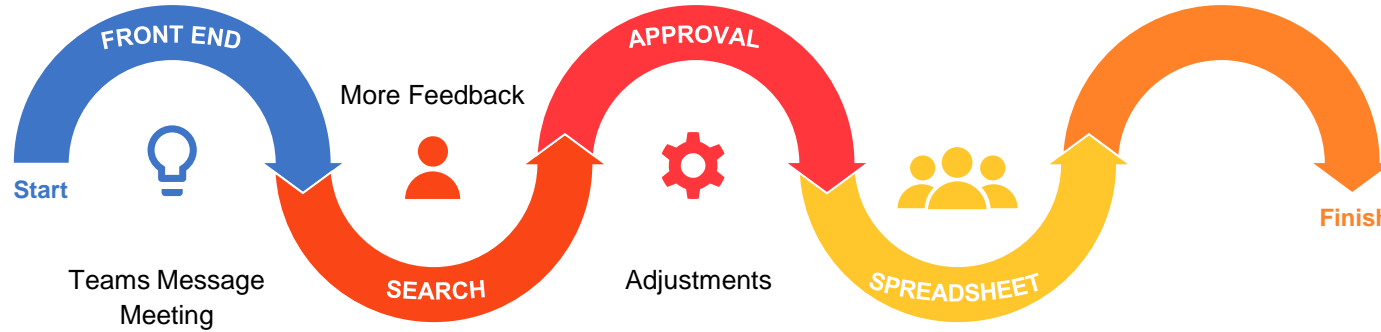 FRONT END
APPROVAL
More Feedback
Start
Finish
Teams Message
Meeting
SEARCH
Adjustments
SPREADSHEET